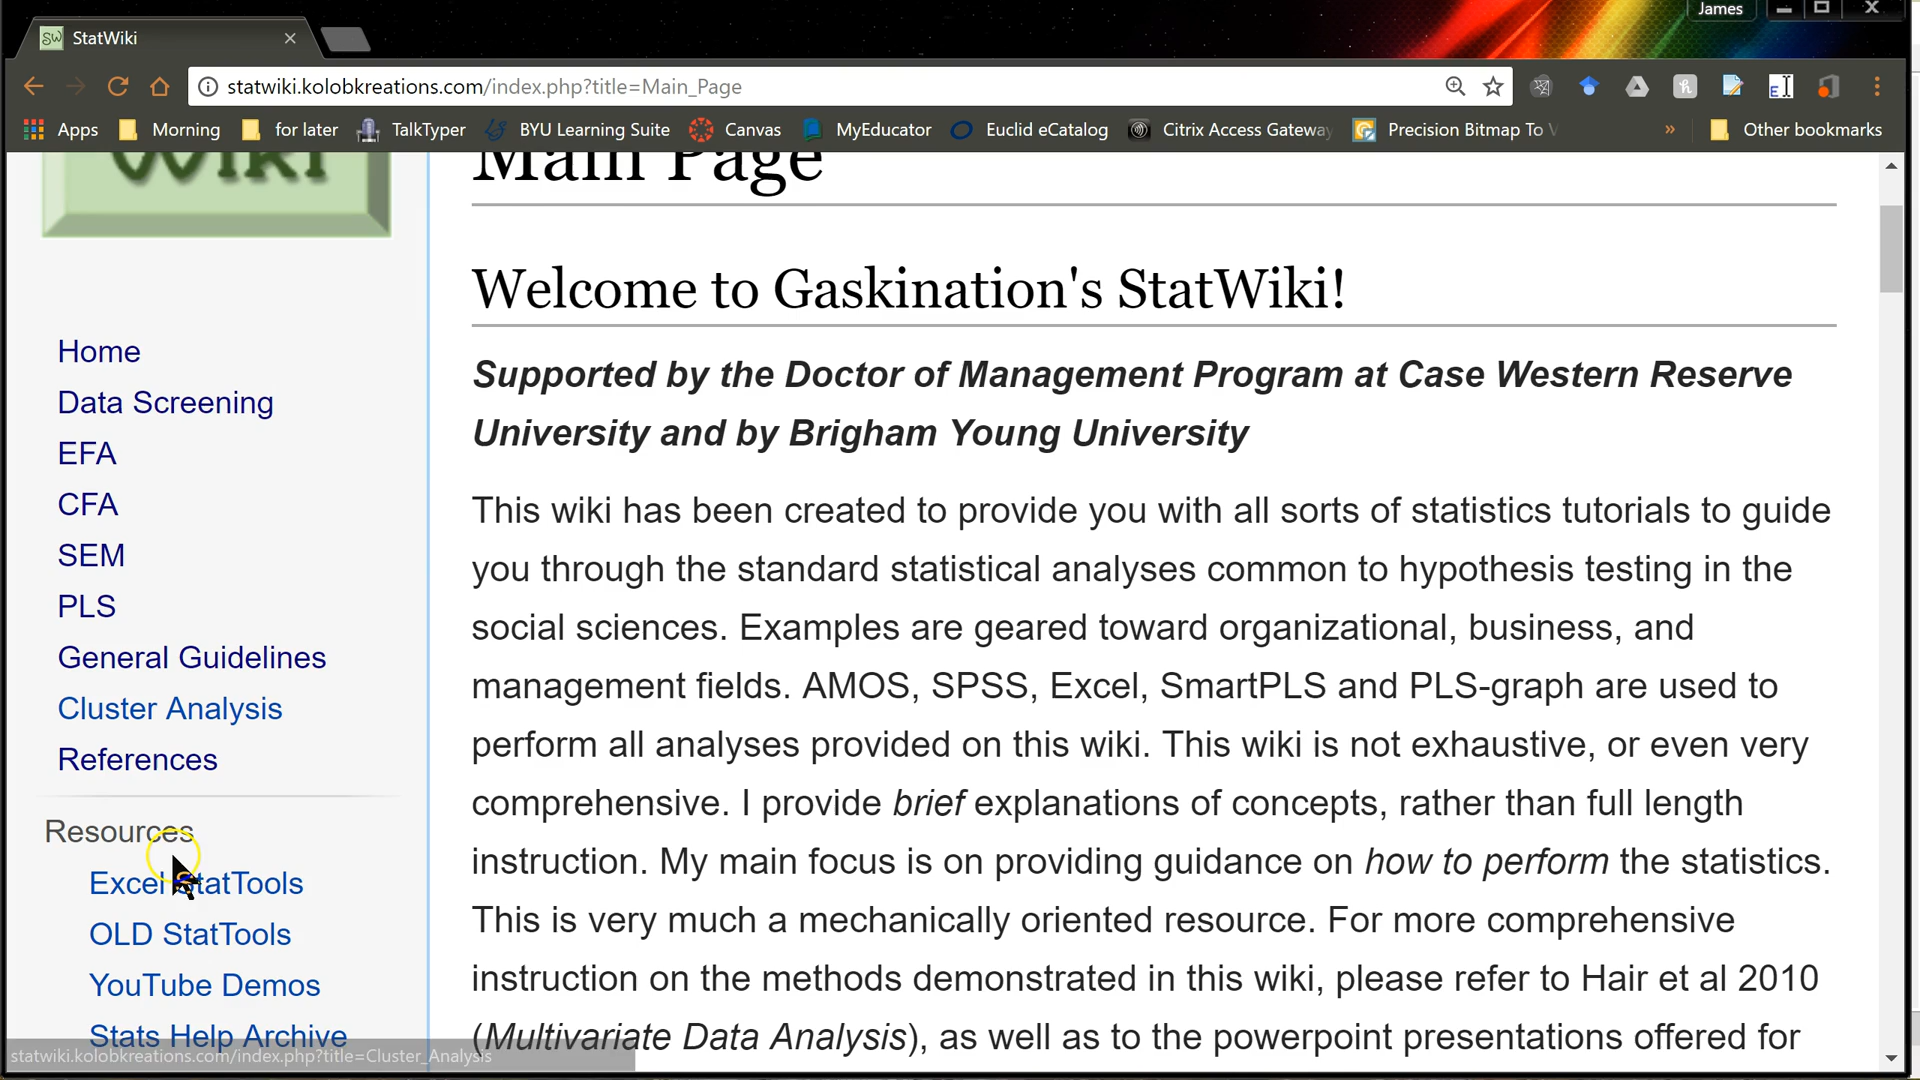 James
SW StatWiki
statwiki.kolobkreations.com/index.php?title=Main_Page
Apps Morning for later TalkTyper BYU Learning Suite Canvas MyEducator Euclid eCatalog Citrix Access Gateway Precision Bitmap To V » Other bookmarks
Wiki
Main Page
Welcome to Gaskination's StatWiki!
Supported by the Doctor of Management Program at Case Western Reserve
University and by Brigham Young University
This wiki has been created to provide you with all sorts of statistics tutorials to guide
you through the standard statistical analyses common to hypothesis testing in the
social sciences. Examples are geared toward organizational, business, and
management fields. AMOS, SPSS, Excel, SmartPLS and PLS-graph are used to
perform all analyses provided on this wiki. This wiki is not exhaustive, or even very
comprehensive. I provide brief explanations of concepts, rather than full length
instruction. My main focus is on providing guidance on how to perform the statistics.
This is very much a mechanically oriented resource. For more comprehensive
instruction on the methods demonstrated in this wiki, please refer to Hair et al 2010
(Multivariate Data Analysis), as well as to the powerpoint presentations offered for
Home
Data Screening
EFA
CFA
SEM
PLS
General Guidelines
Cluster Analysis
References
Resources
Excel StatTools
OLD StatTools
YouTube Demos
Stats Help Archive
statwiki.kolobkreations.com/index.php?title=Cluster_Analysis